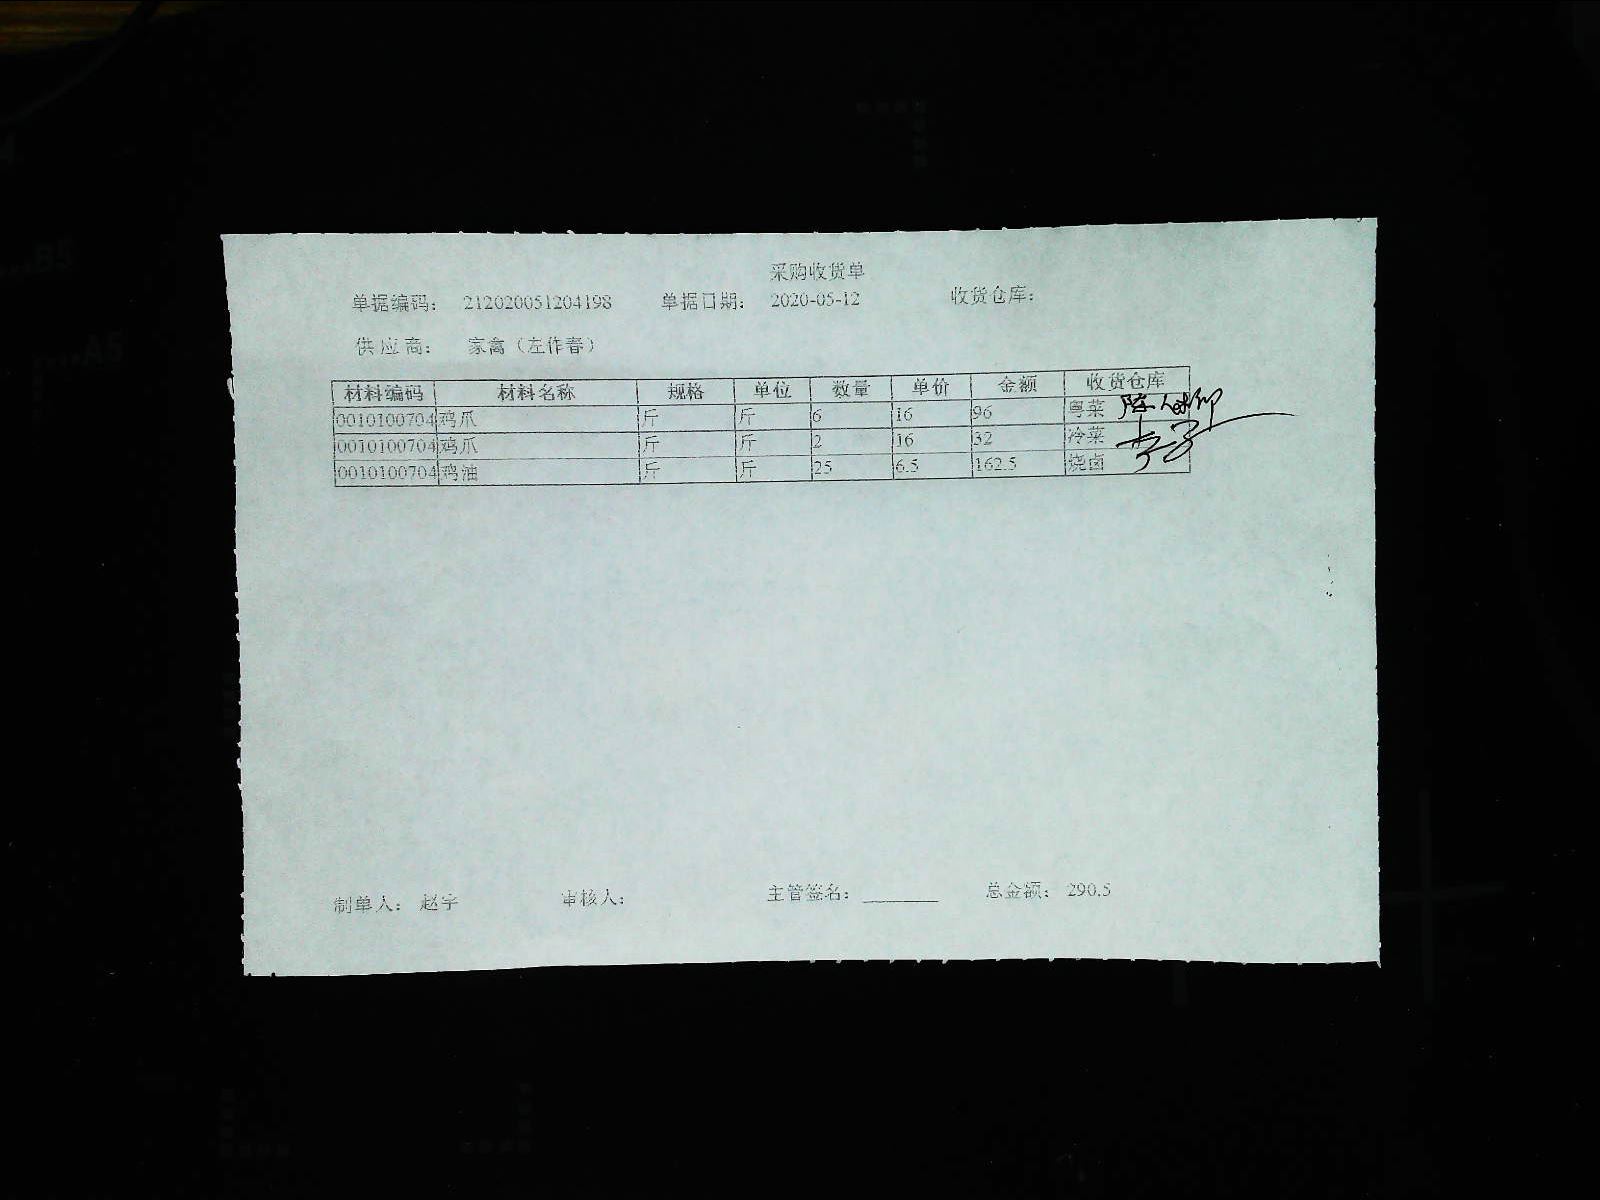 采购收货单
单据编码： 212020051204198 单据日期： 2020-05-12 收货仓库：
供应商： 家禽（左作春）
材料编码 材料名称 规格 单位 数量 单价 金额 收货仓库
0010100704 鸡爪 斤 斤 6 16 96 粤菜
0010100704 鸡爪 斤 斤 2 16 32 冷菜
0010100704 鸡油 斤 斤 25 6.5 162.5 烧卤
制单人： 赵宇 审核人： 主管签名： 总金额： 290.5
B5
A5